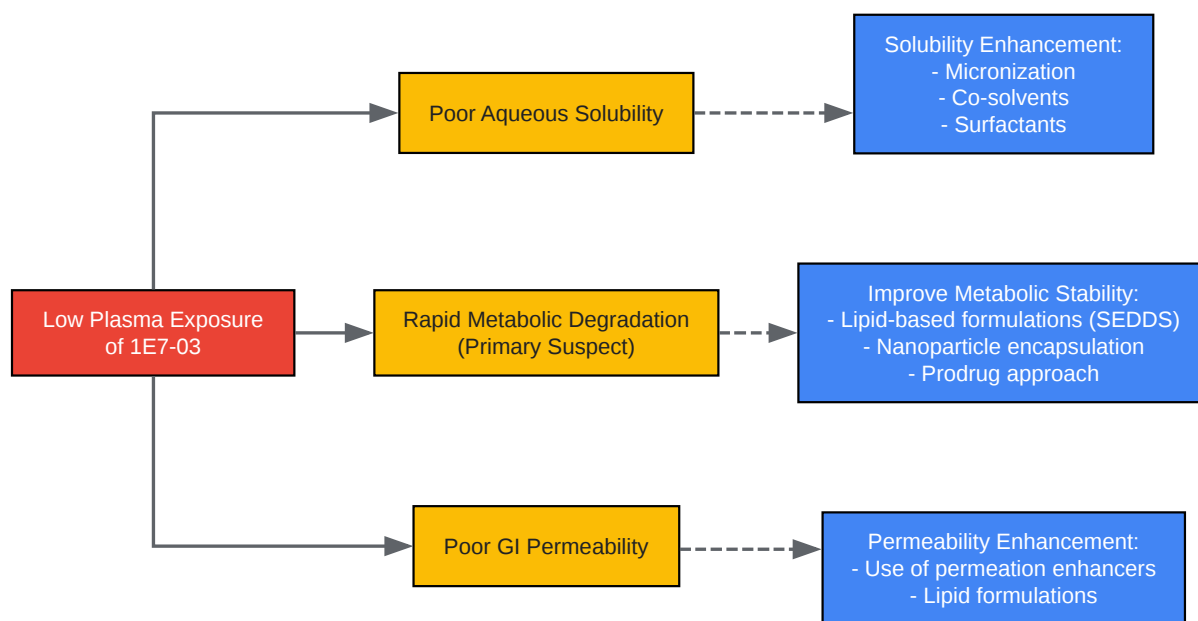 Solubility Enhancement:
- Micronization
- Co-solvents
- Surfactants
Poor Aqueous Solubility
Low Plasma Exposure
of 1E7-03
Rapid Metabolic Degradation
(Primary Suspect)
Improve Metabolic Stability:
- Lipid-based formulations (SEDDS)
- Nanoparticle encapsulation
- Prodrug approach
Poor GI Permeability
Permeability Enhancement:
- Use of permeation enhancers
- Lipid formulations